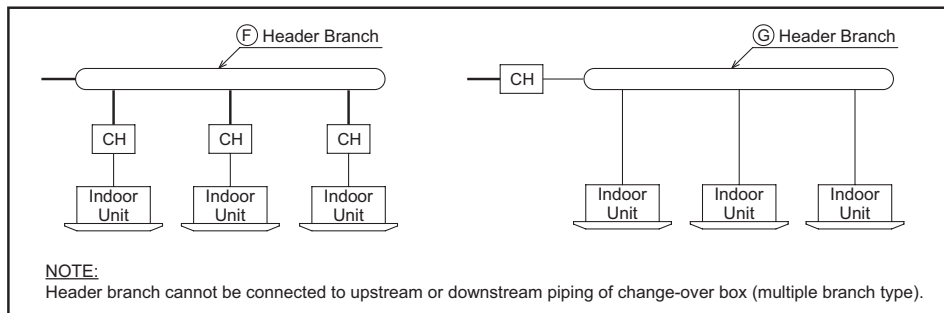 Ⓕ Header Branch
Ⓖ Header Branch
CH
CH
CH
CH
Indoor
Unit
Indoor
Unit
Indoor
Unit
Indoor
Unit
Indoor
Unit
Indoor
Unit
NOTE:
Header branch cannot be connected to upstream or downstream piping of change-over box (multiple branch type).